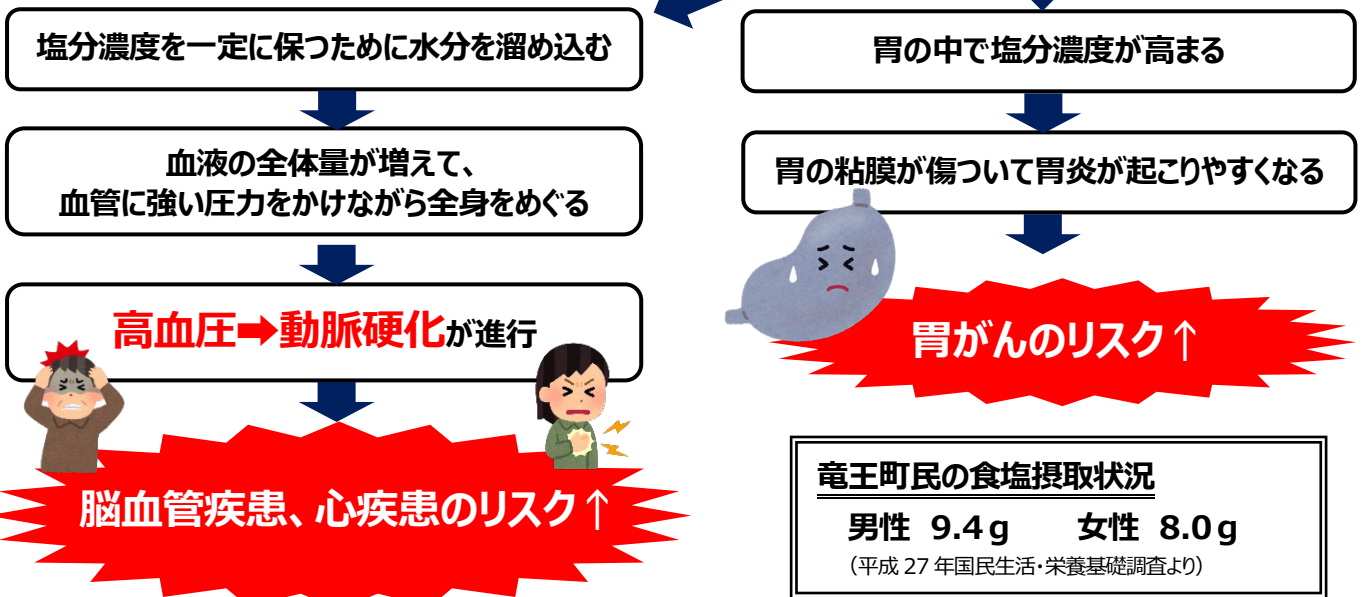 塩分濃度を一定に保つために水分を溜め込む
血液の全体量が増えて、
血管に強い圧力をかけながら全身をめぐる
高血圧➡動脈硬化が進行
脳血管疾患、心疾患のリスク↑
胃の中で塩分濃度が高まる
胃の粘膜が傷ついて胃炎が起こりやすくなる
胃がんのリスク↑
竜王町民の食塩摂取状況
男性 9.4g 女性 8.0g
（平成27年国民生活・栄養基礎調査より）